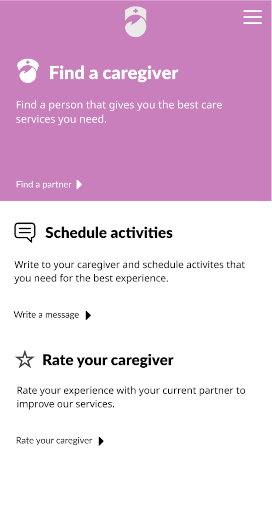 Find a caregiver
Find a person that gives you the best care
services you need.
Find a partner
Schedule activities
Write to your caregiver and schedule activites that
you need for the best experience.
Write a message
Rate your caregiver
Rate your experience with your current partner to
improve our services.
Rate your caregiver